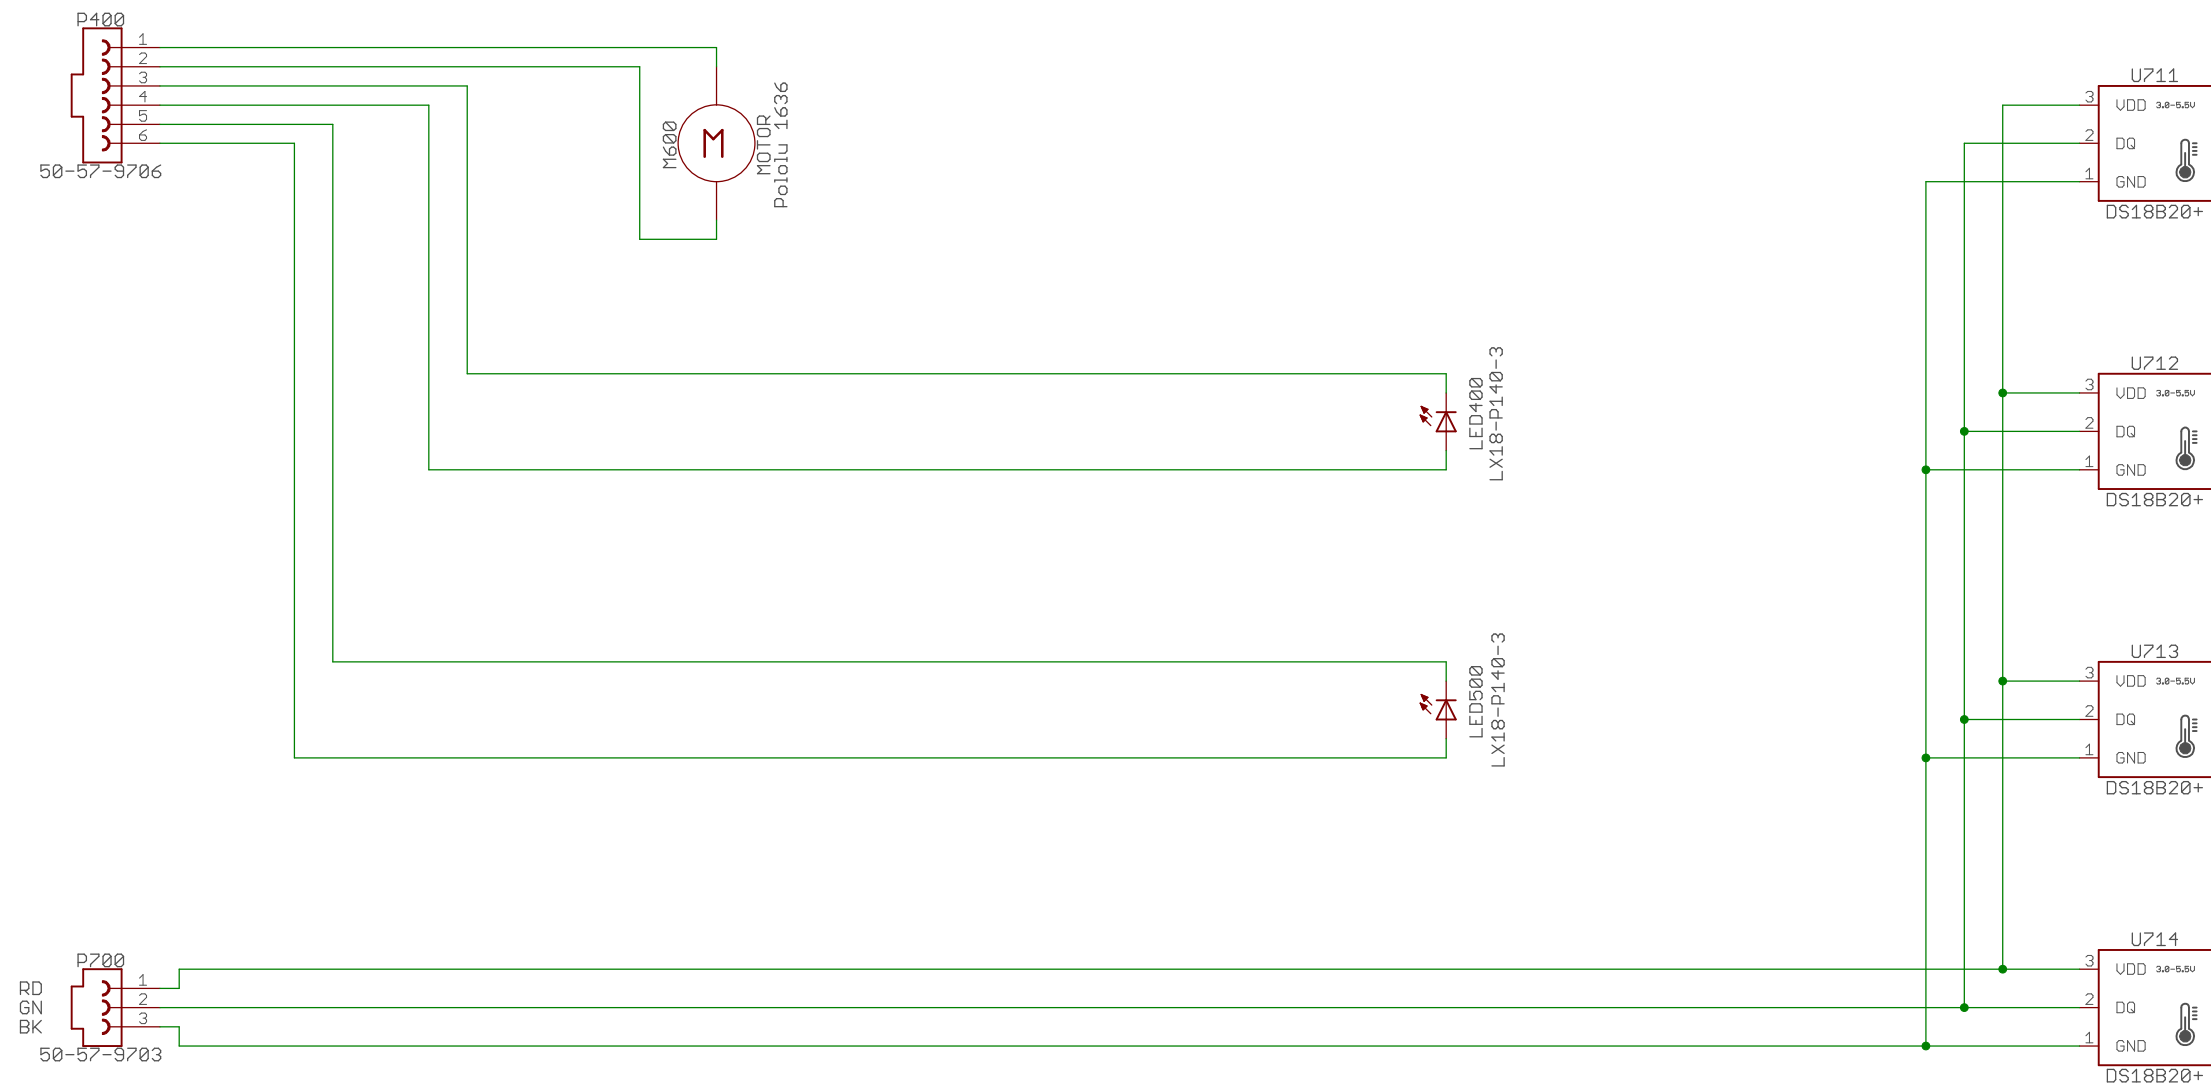 P400
1
2
3
4
5
6
50-57-9706
M600
M
MOTOR
Pololu 1636
LED400
LX18-P140-3
LED500
LX18-P140-3
P700
RD
GN
BK
1
2
3
50-57-9703
U711
3 VDD 3.0-5.5V
2 DQ
1 GND
DS18B20+
U712
3 VDD 3.0-5.5V
2 DQ
1 GND
DS18B20+
U713
3 VDD 3.0-5.5V
2 DQ
1 GND
DS18B20+
U714
3 VDD 3.0-5.5V
2 DQ
1 GND
DS18B20+